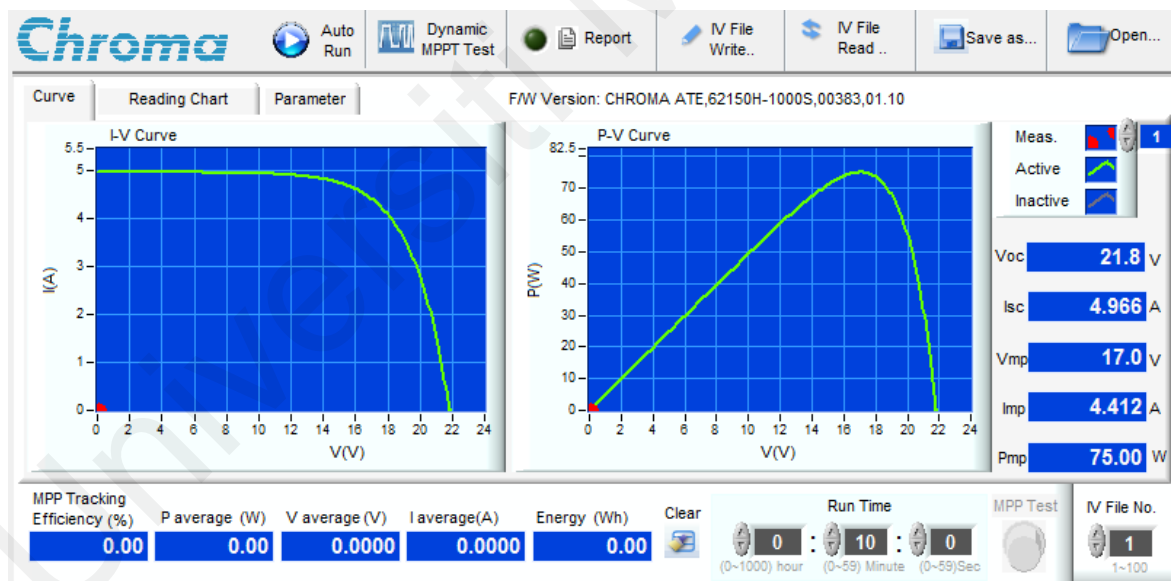 Chroma
Auto Run
Dynamic MPPT Test
Report
IV File Write..
IV File Read ..
Save as...
Open...
Curve
Reading Chart
Parameter
F/W Version: CHROMA ATE,62150H-1000S,00383,01.10
I-V Curve
5.5
5
4
3
2
1
0
I(A)
0 2 4 6 8 10 12 14 16 18 20 22 24
V(V)
P-V Curve
82.5
70
60
50
40
30
20
10
0
P(W)
0 2 4 6 8 10 12 14 16 18 20 22 24
V(V)
Meas.
1
Active
Inactive
Voc 21.8 V
Isc 4.966 A
Vmp 17.0 V
Imp 4.412 A
Pmp 75.00 W
MPP Tracking
Efficiency (%) P average (W) V average (V) I average(A) Energy (Wh)
0.00 0.00 0.0000 0.0000 0.00
Clear
Run Time
0 : 10 : 0
(0~1000) hour (0~59) Minute (0~59)Sec
MPP Test
IV File No.
1
1~100
Universiti